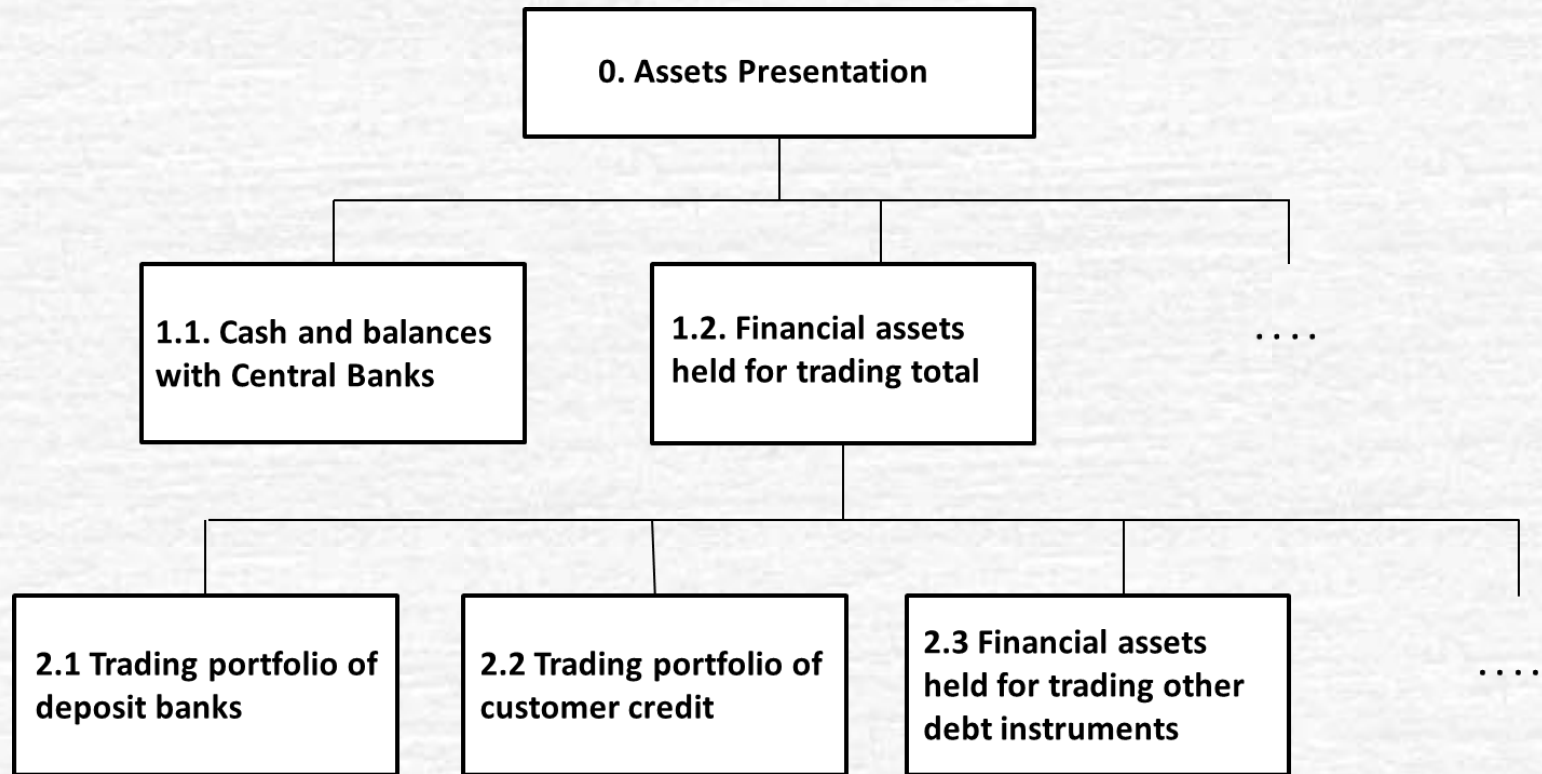 0. Assets Presentation
1.1. Cash and balances
with Central Banks
1.2. Financial assets
held for trading total
. . . .
2.1 Trading portfolio of
deposit banks
2.2 Trading portfolio of
customer credit
2.3 Financial assets
held for trading other
debt instruments
. . . .